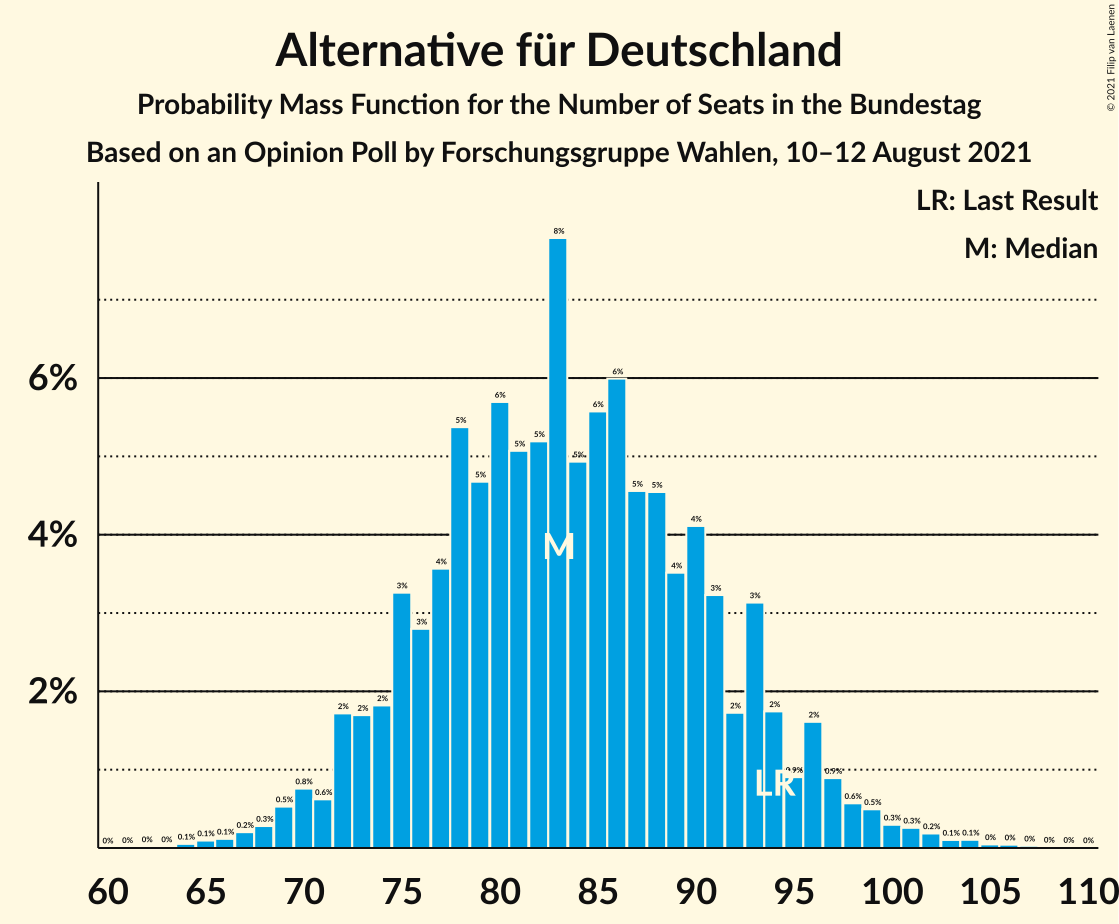 Alternative für Deutschland
Probability Mass Function for the Number of Seats in the Bundestag
Based on an Opinion Poll by Forschungsgruppe Wahlen, 10–12 August 2021
© 2021 Filip van Laenen
LR: Last Result
M: Median
8%
6%
6% 6% 6%
5% 5% 5% 5% 5% 5% 5%
4%
4% 4% 4%
3% 3% 3% 3%
M
2%
2% 2% 2% 2% 2% 2%
LR
0% 0% 0% 0% 0.1% 0.1% 0.1% 0.2% 0.3% 0.5% 0.8% 0.6% 0.9% 0.9% 0.6% 0.5% 0.3% 0.3% 0.2% 0.1% 0.1% 0% 0% 0% 0% 0% 0%
60 65 70 75 80 85 90 95 100 105 110